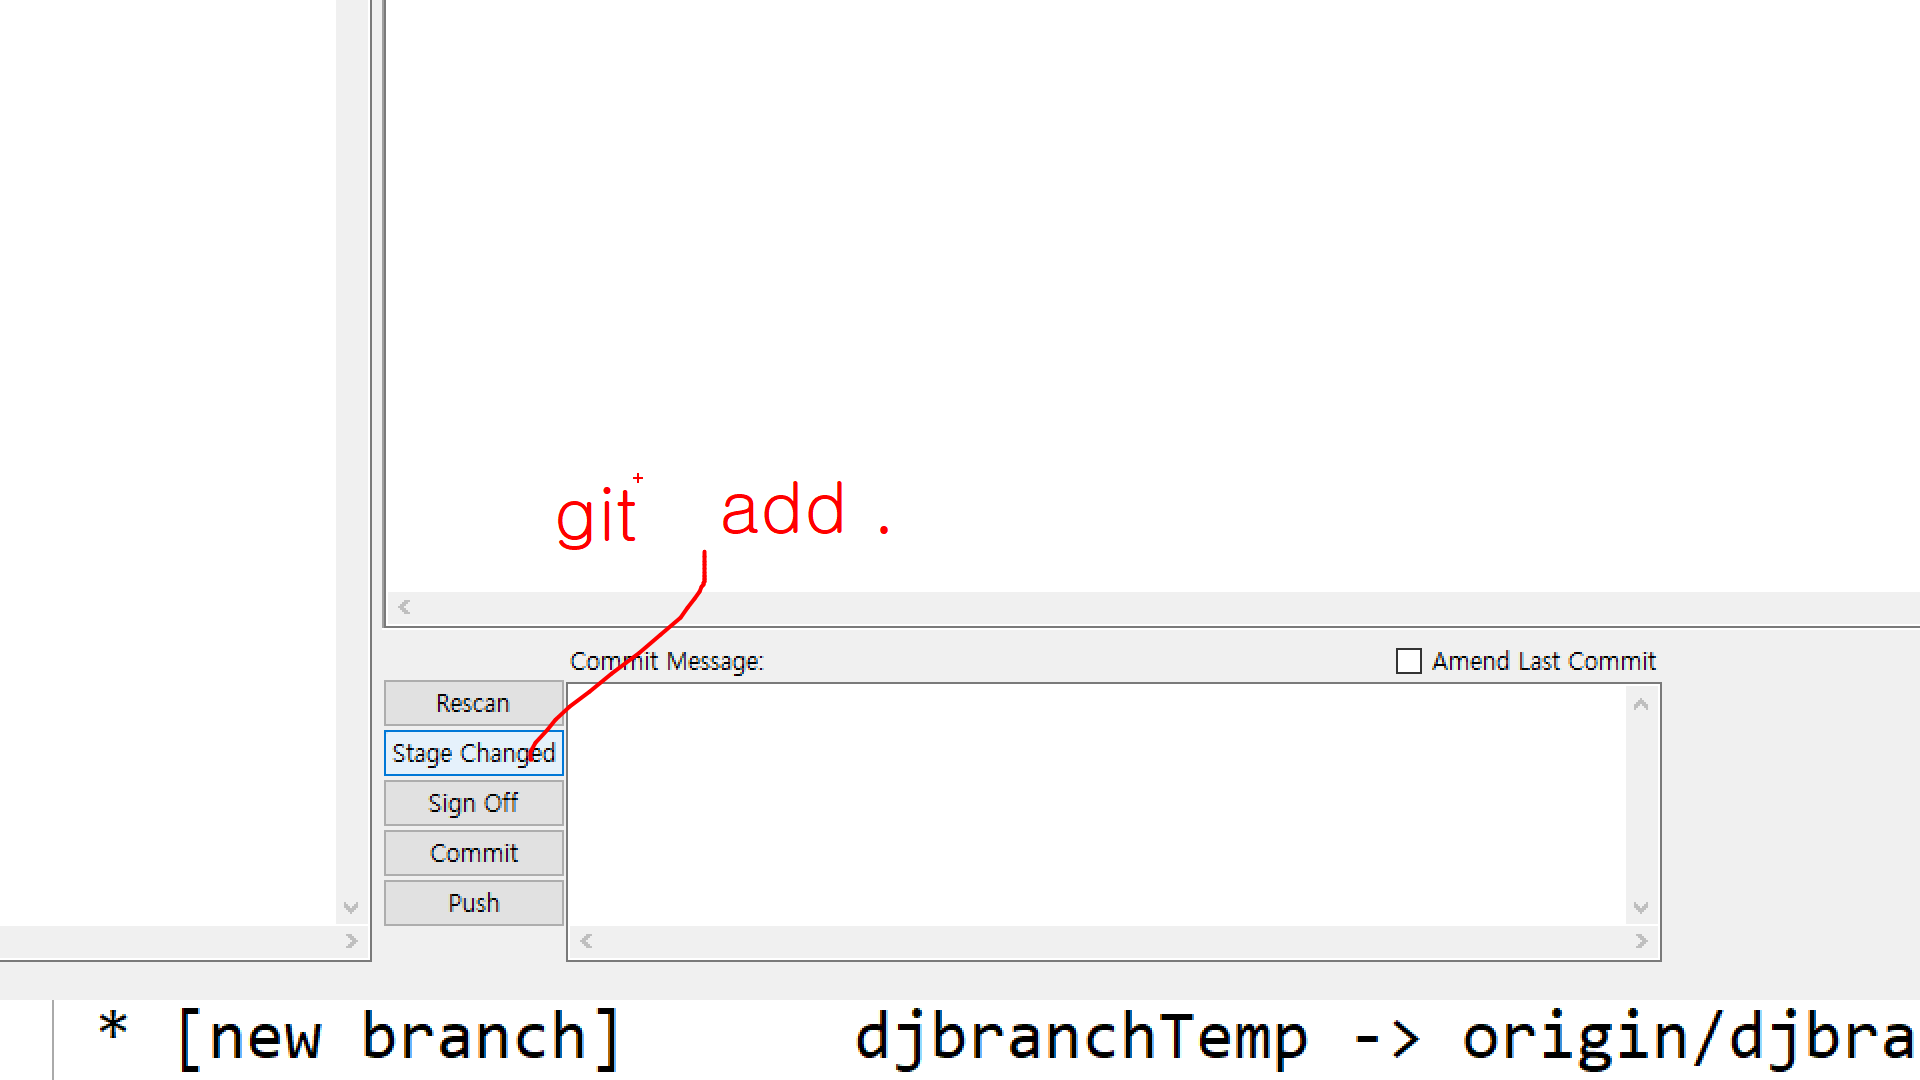 git add .
Commit Message:
Amend Last Commit
Rescan
Stage Changed
Sign Off
Commit
Push
* [new branch] djbranchTemp -> origin/djbra